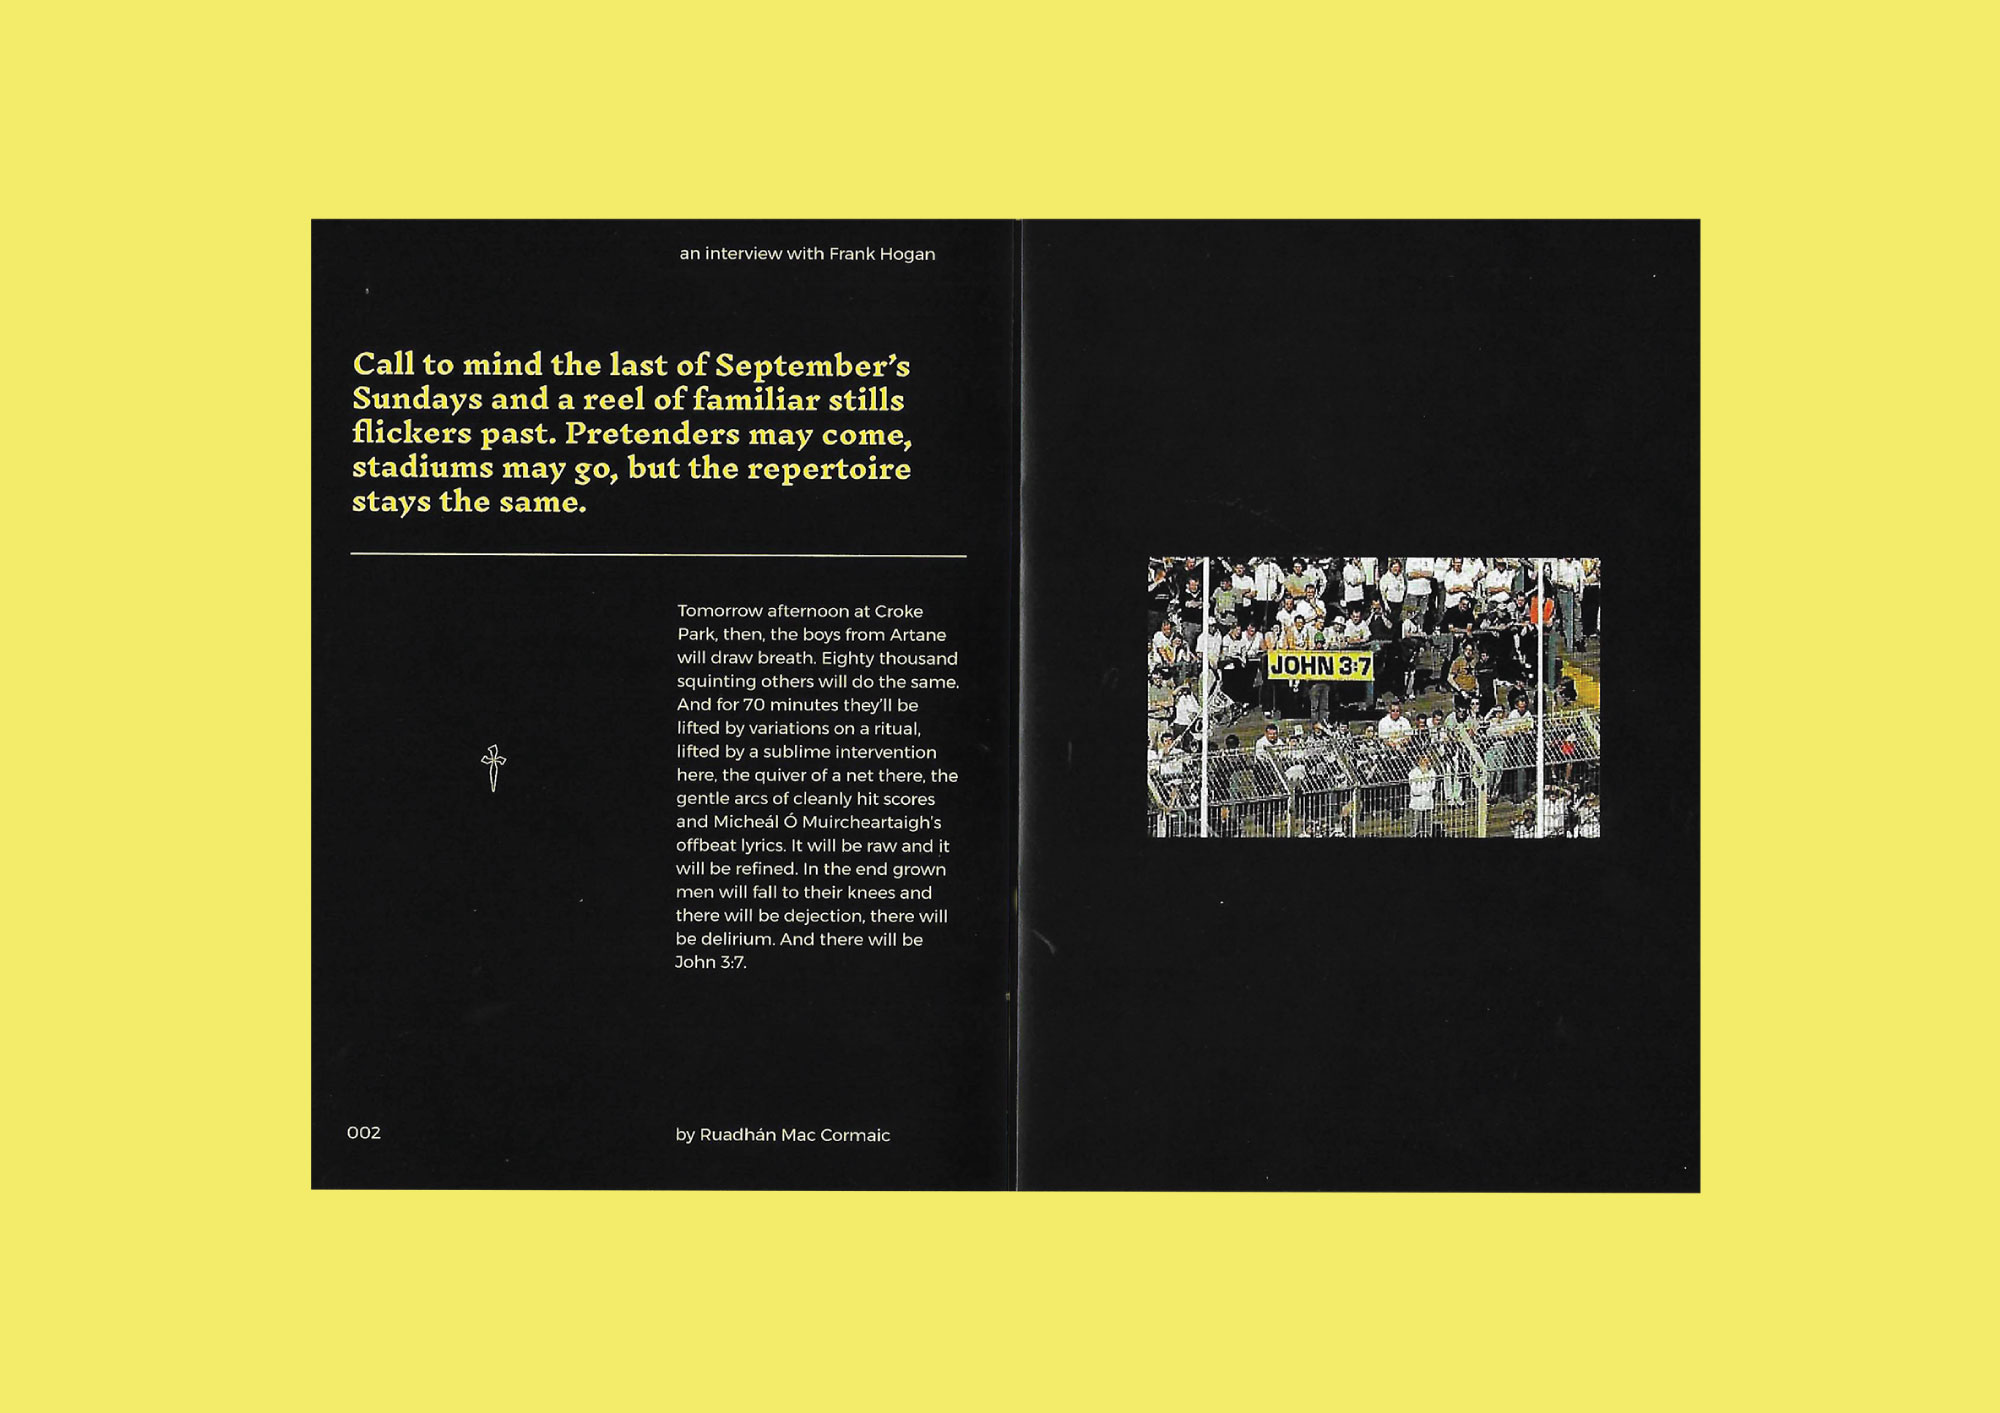 an interview with Frank Hogan
Call to mind the last of September's
Sundays and a reel of familiar stills
flickers past. Pretenders may come,
stadiums may go, but the repertoire
stays the same.
Tomorrow afternoon at Croke
Park, then, the boys from Artane
will draw breath. Eighty thousand
squinting others will do the same.
And for 70 minutes they'll be
lifted by variations on a ritual,
lifted by a sublime intervention
here, the quiver of a net there, the
gentle arcs of cleanly hit scores
and Micheál Ó Muircheartaigh's
offbeat lyrics. It will be raw and it
will be refined. In the end grown
men will fall to their knees and
there will be dejection, there will
be delirium. And there will be
John 3:7.
002
by Ruadhán Mac Cormaic
JOHN 3:7